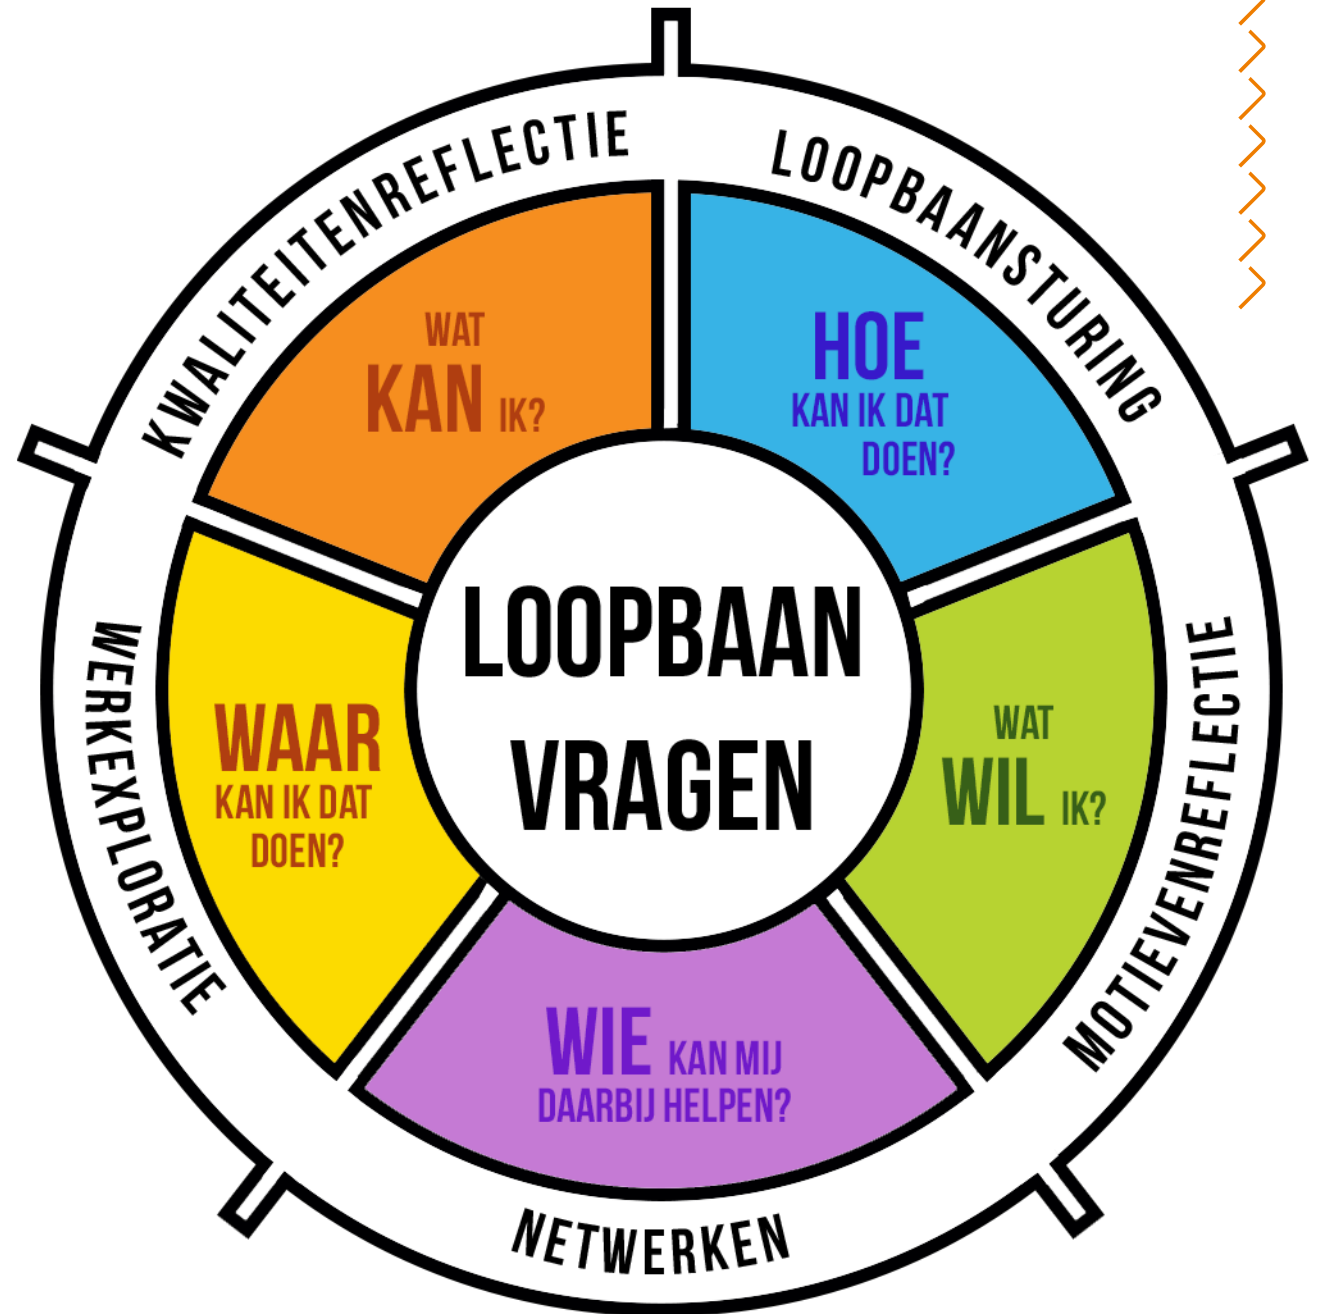 KWALITEITENREFLECTIE
LOOPBAANSTURING
WAT
KAN IK?
HOE
KAN IK DAT
DOEN?
LOOPBAAN
VRAGEN
WERKEXPLORATIE
WAAR
KAN IK DAT
DOEN?
WAT
WIL IK?
MOTIEVENREFLECTIE
WIE KAN MIJ
DAARBIJ HELPEN?
NETWERKEN